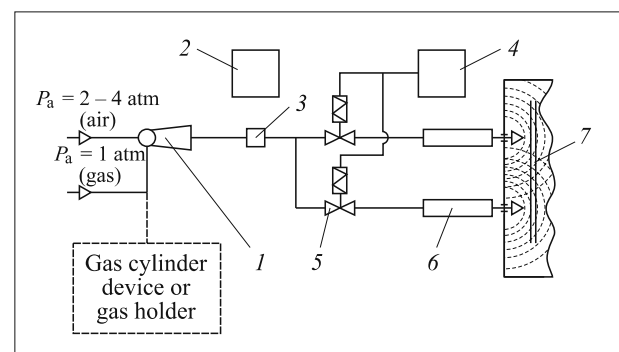 2
4
Pa = 2 – 4 atm
(air)
3
Pa = 1 atm
(gas)
7
1
5
6
Gas cylinder
device or
gas holder